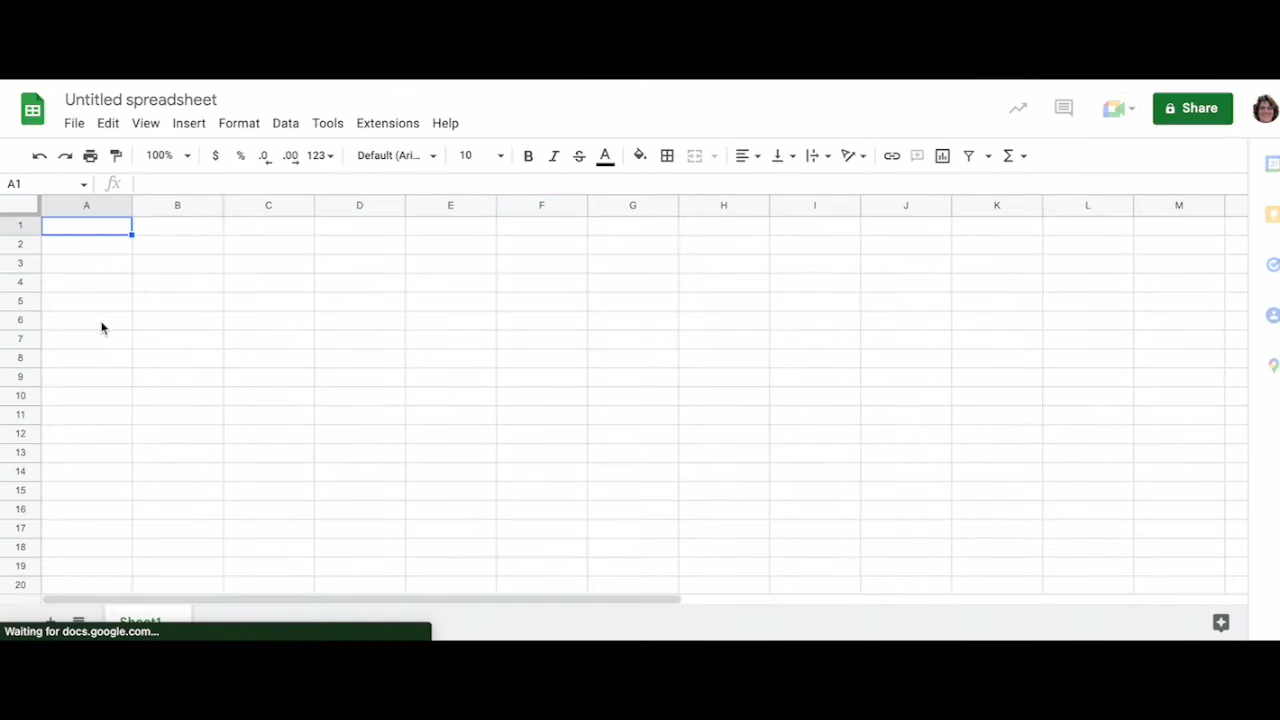 Untitled spreadsheet
File Edit View Insert Format Data Tools Extensions Help
Share
100% $ % .0 .00 123 Default (Ari... 10 B I S A Σ
A1 fx
A B C D E F G H I J K L M
1
2
3
4
5
6
7
8
9
10
11
12
13
14
15
16
17
18
19
20
Sheet1
Waiting for docs.google.com...